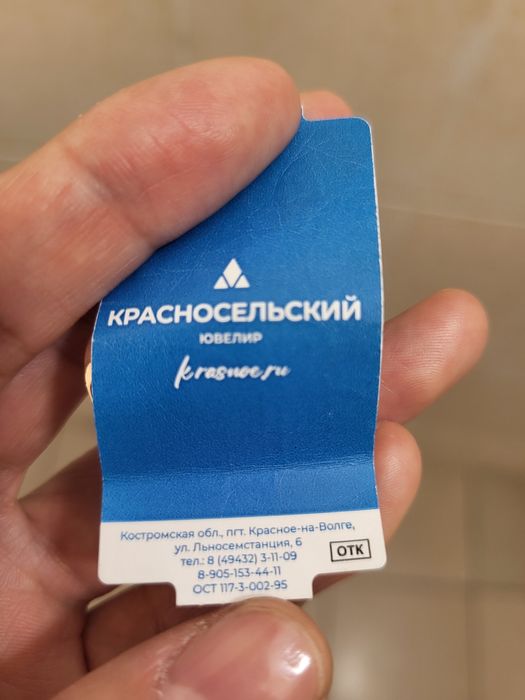 КРАСНОСЕЛЬСКИЙ
ЮВЕЛИР
krasnoe.ru
Костромская обл., пгт. Красное-на-Волге,
ул. Льносемстанция, 6
тел.: 8 (49432) 3-11-09
8-905-153-44-11
ОСТ 117-3-002-95
ОТК